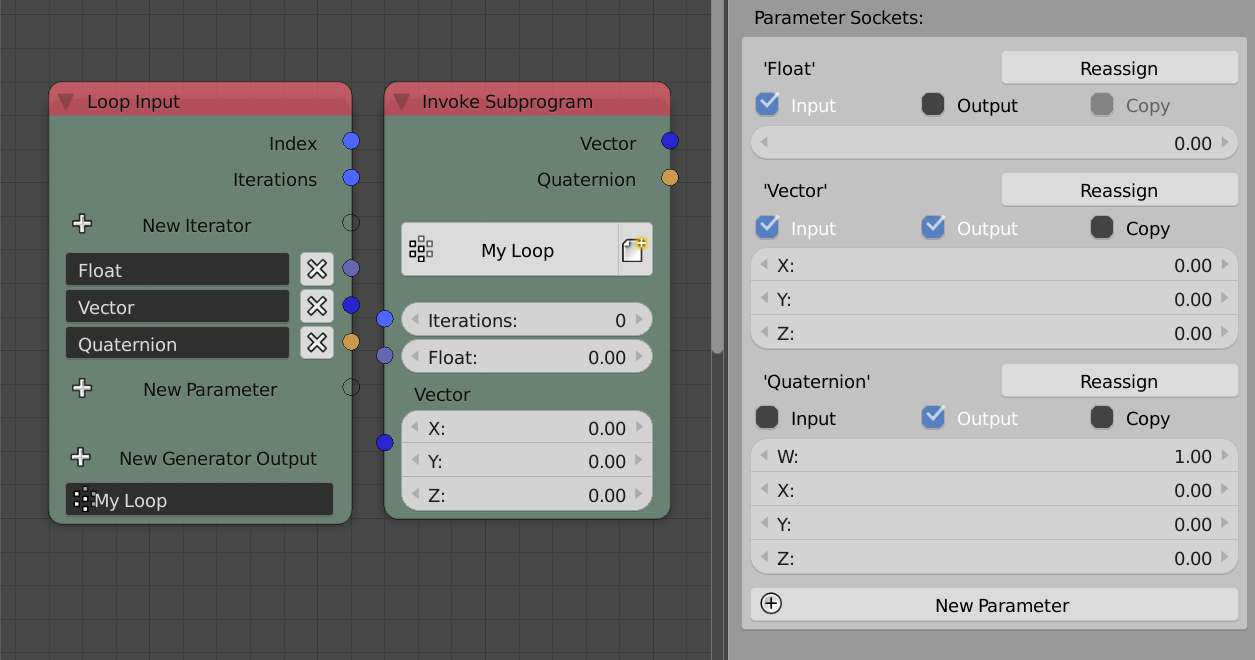 Loop Input
Index
Iterations
New Iterator
Float
Vector
Quaternion
New Parameter
New Generator Output
My Loop
Invoke Subprogram
Vector
Quaternion
My Loop
Iterations: 0
Float: 0.00
Vector
X: 0.00
Y: 0.00
Z: 0.00
Parameter Sockets:
'Float' Reassign
Input Output Copy
0.00
'Vector' Reassign
Input Output Copy
X: 0.00
Y: 0.00
Z: 0.00
'Quaternion' Reassign
Input Output Copy
W: 1.00
X: 0.00
Y: 0.00
Z: 0.00
New Parameter